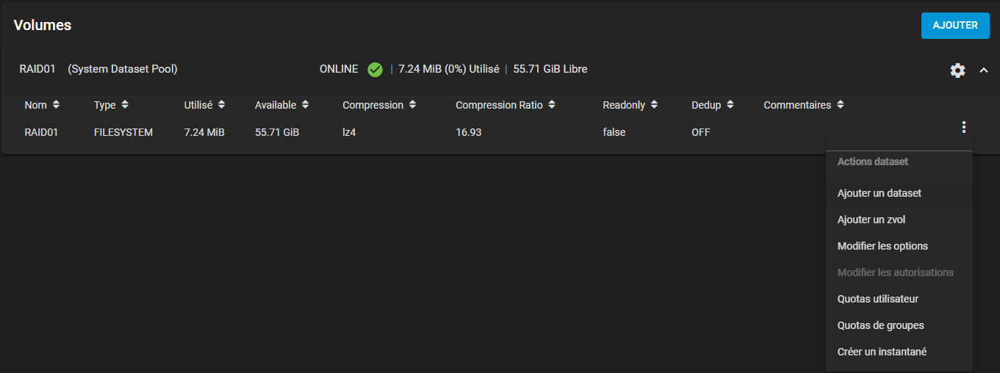 Volumes
AJOUTER
RAID01 (System Dataset Pool) ONLINE | 7.24 MiB (0%) Utilisé | 55.71 GiB Libre
Nom Type Utilisé Available Compression Compression Ratio Readonly Dedup Commentaires
RAID01 FILESYSTEM 7.24 MiB 55.71 GiB lz4 16.93 false OFF
Actions dataset
Ajouter un dataset
Ajouter un zvol
Modifier les options
Modifier les autorisations
Quotas utilisateur
Quotas de groupes
Créer un instantané